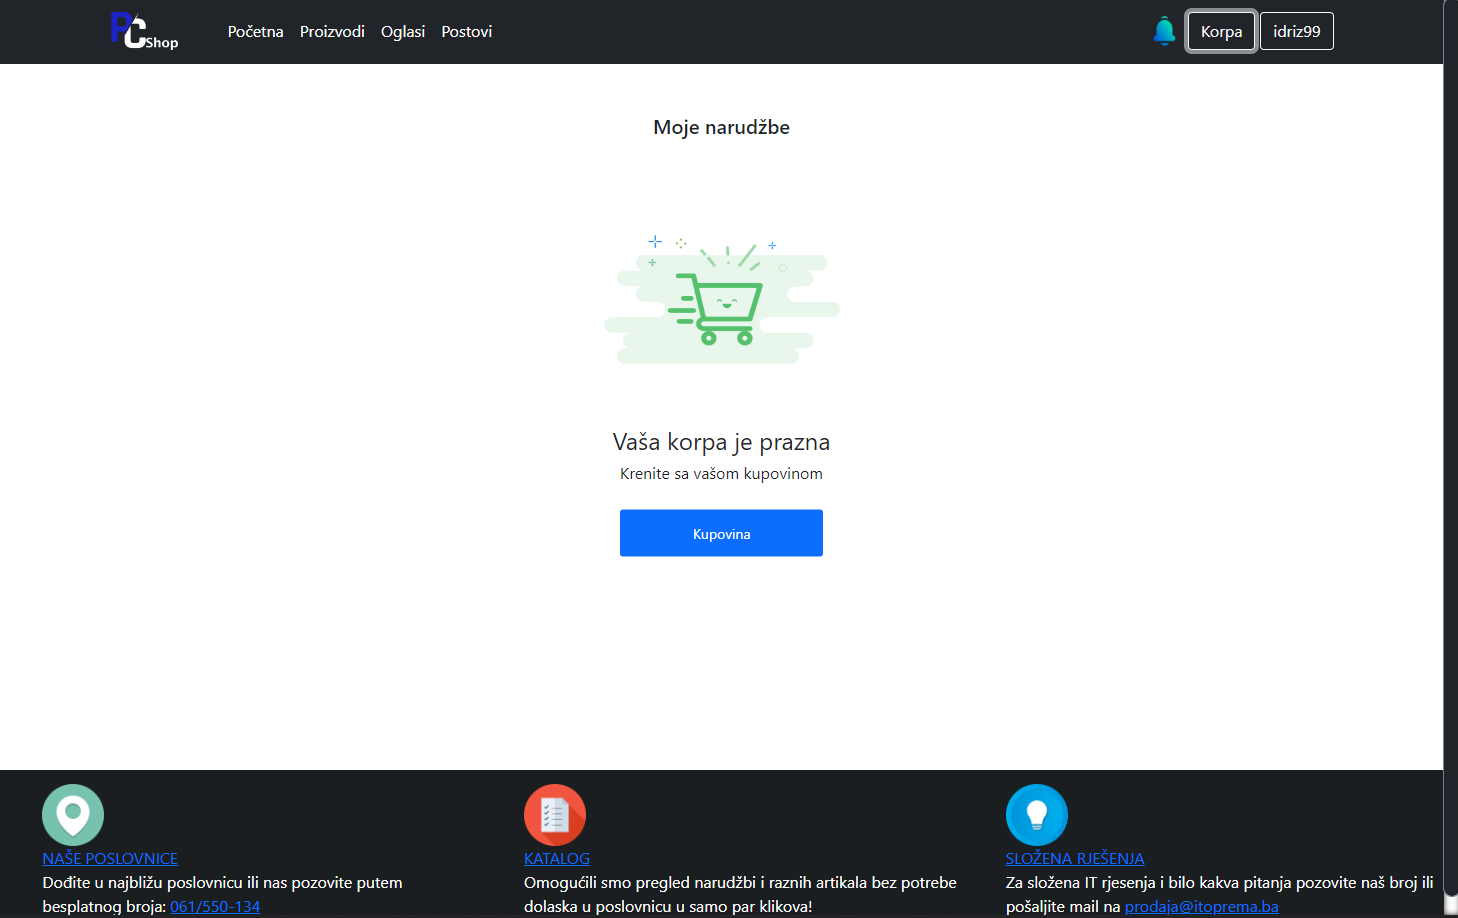 PC Shop
Početna Proizvodi Oglasi Postovi
Korpa idriz99
Moje narudžbe
Vaša korpa je prazna
Krenite sa vašom kupovinom
Kupovina
NAŠE POSLOVNICE
Dođite u najbližu poslovnicu ili nas pozovite putem
besplatnog broja: 061/550-134
KATALOG
Omogućili smo pregled narudžbi i raznih artikala bez potrebe
dolaska u poslovnicu u samo par klikova!
SLOŽENA RJEŠENJA
Za složena IT rjesenja i bilo kakva pitanja pozovite naš broj ili
pošaljite mail na prodaja@itoprema.ba